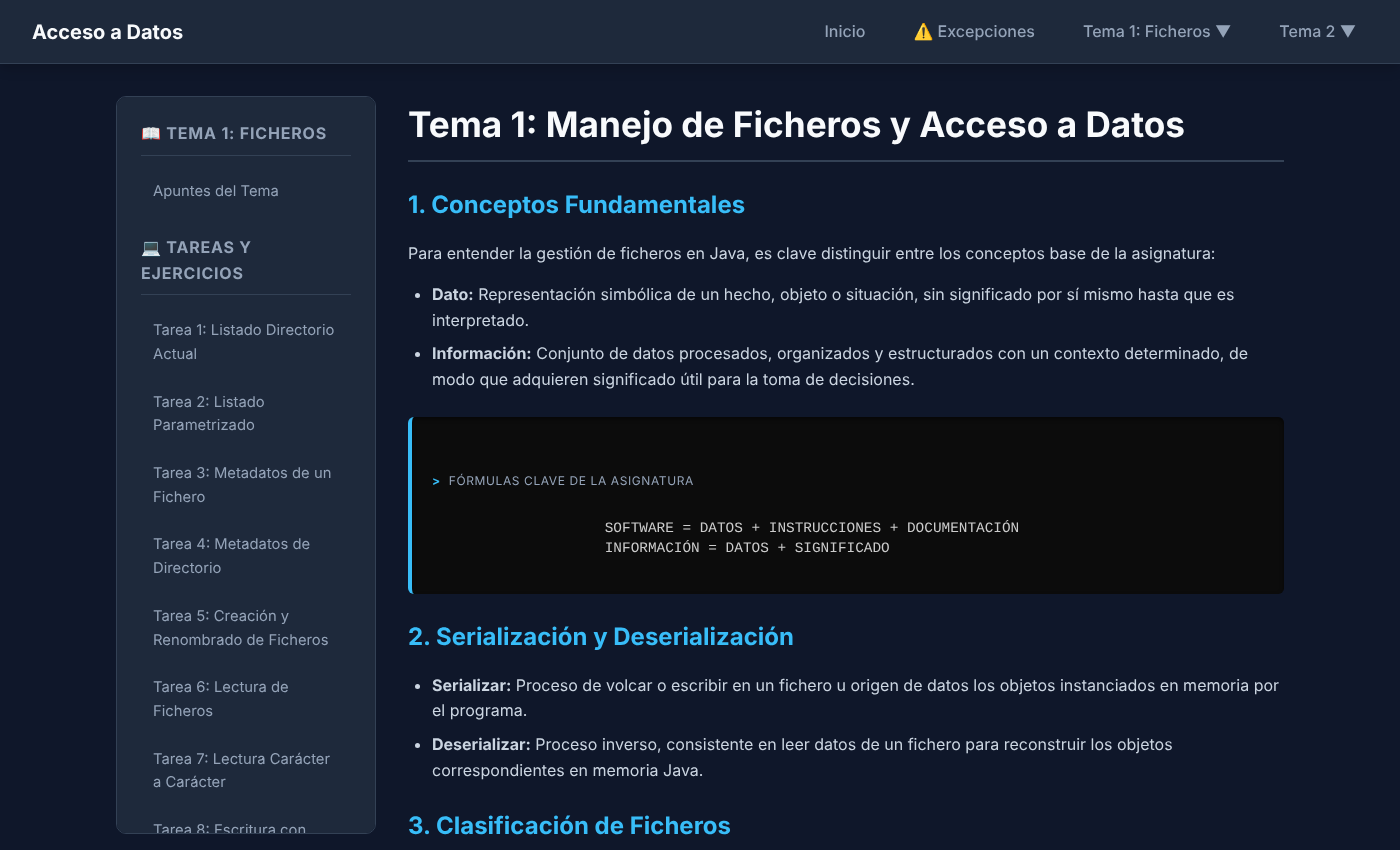 Acceso a Datos
Inicio
⚠️ Excepciones
Tema 1: Ficheros ▼
Tema 2 ▼
📖 TEMA 1: FICHEROS
Apuntes del Tema
💻 TAREAS Y
EJERCICIOS
Tarea 1: Listado Directorio
Actual
Tarea 2: Listado
Parametrizado
Tarea 3: Metadatos de un
Fichero
Tarea 4: Metadatos de
Directorio
Tarea 5: Creación y
Renombrado de Ficheros
Tarea 6: Lectura de
Ficheros
Tarea 7: Lectura Carácter
a Carácter
Tarea 8: Escritura con
Tema 1: Manejo de Ficheros y Acceso a Datos
1. Conceptos Fundamentales
Para entender la gestión de ficheros en Java, es clave distinguir entre los conceptos base de la asignatura:
• Dato: Representación simbólica de un hecho, objeto o situación, sin significado por sí mismo hasta que es
interpretado.
• Información: Conjunto de datos procesados, organizados y estructurados con un contexto determinado, de
modo que adquieren significado útil para la toma de decisiones.
> FÓRMULAS CLAVE DE LA ASIGNATURA
SOFTWARE = DATOS + INSTRUCCIONES + DOCUMENTACIÓN
INFORMACIÓN = DATOS + SIGNIFICADO
2. Serialización y Deserialización
• Serializar: Proceso de volcar o escribir en un fichero u origen de datos los objetos instanciados en memoria por
el programa.
• Deserializar: Proceso inverso, consistente en leer datos de un fichero para reconstruir los objetos
correspondientes en memoria Java.
3. Clasificación de Ficheros